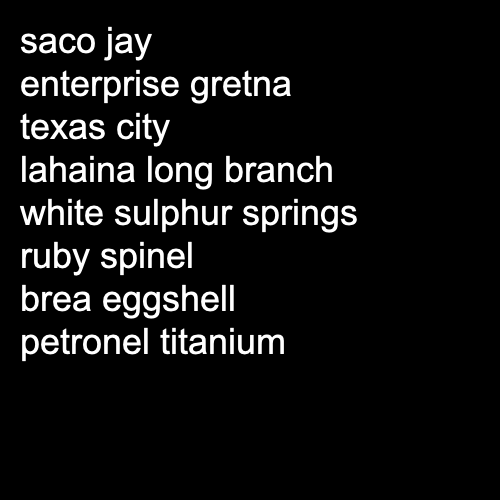 saco jay
enterprise gretna
texas city
lahaina long branch
white sulphur springs
ruby spinel
brea eggshell
petronel titanium